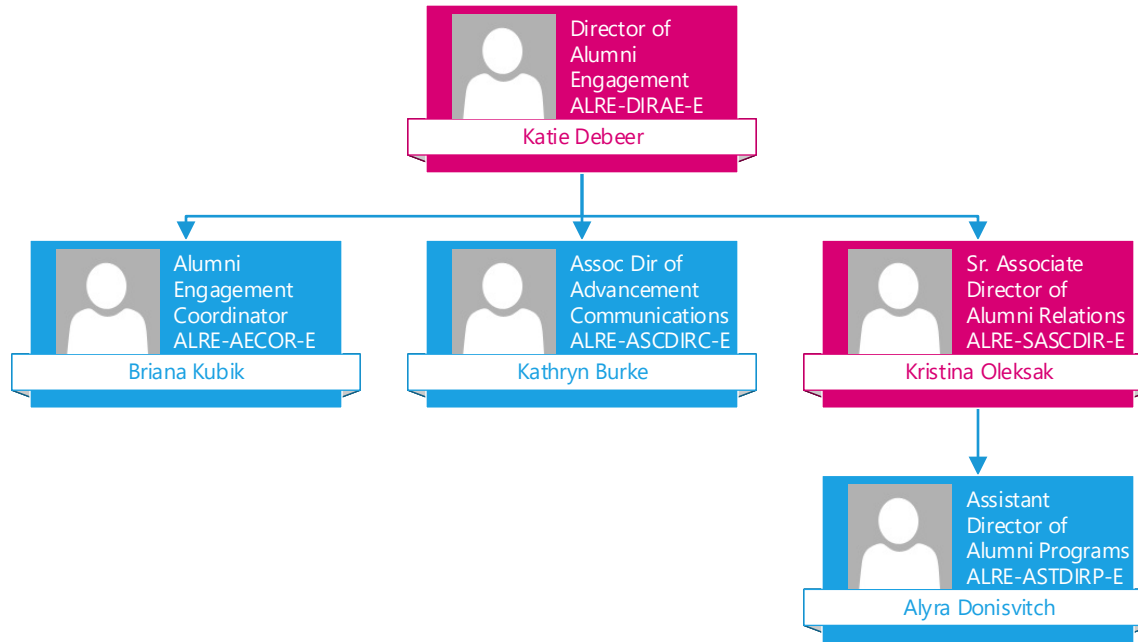 Director of
Alumni
Engagement
ALRE-DIRAE-E
Katie Debeer
Alumni
Engagement
Coordinator
ALRE-AECOR-E
Briana Kubik
Assoc Dir of
Advancement
Communications
ALRE-ASCDIRC-E
Kathryn Burke
Sr. Associate
Director of
Alumni Relations
ALRE-SASCDIR-E
Kristina Oleksak
Assistant
Director of
Alumni Programs
ALRE-ASTDIRP-E
Alyra Donisvitch